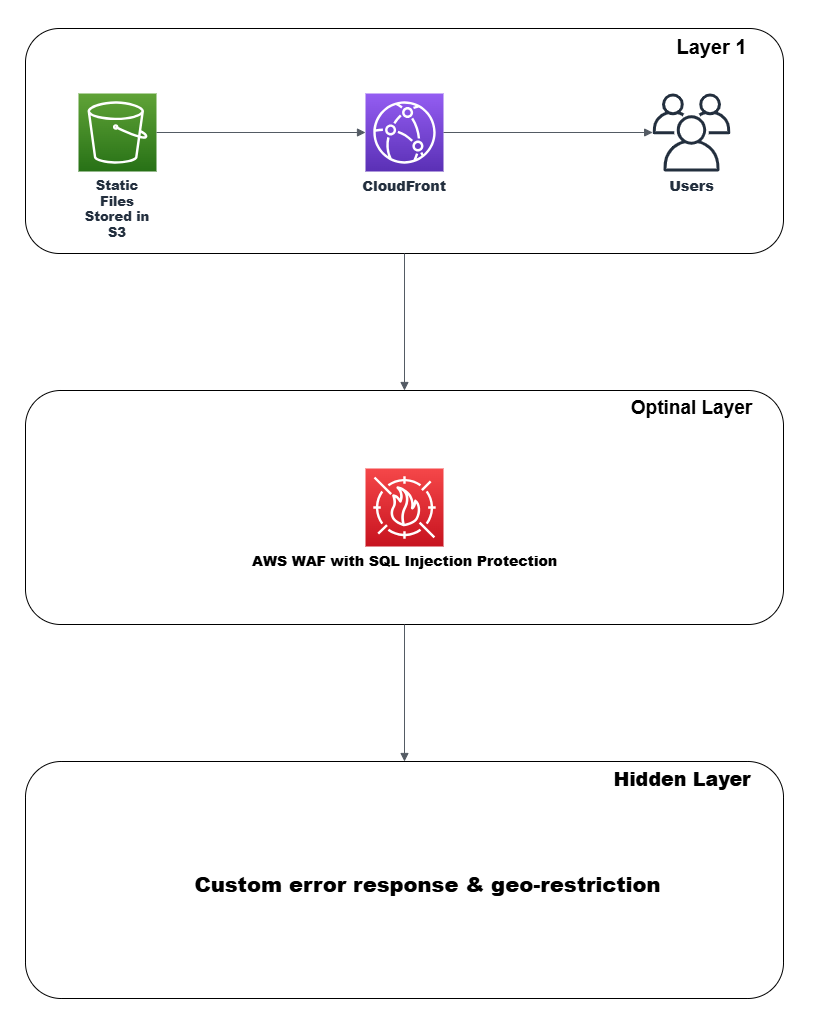 Layer 1
Static
Files
Stored in
S3
CloudFront
Users
Optinal Layer
AWS WAF with SQL Injection Protection
Hidden Layer
Custom error response & geo-restriction